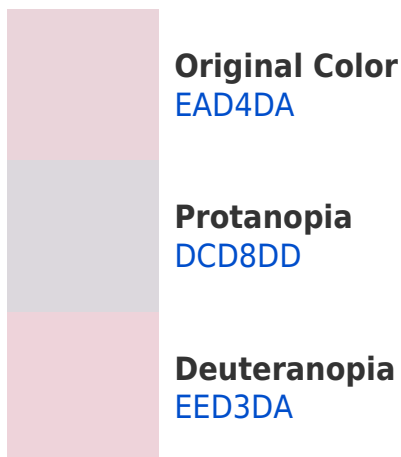 Original Color
EAD4DA
Protanopia
DCD8DD
Deuteranopia
EED3DA